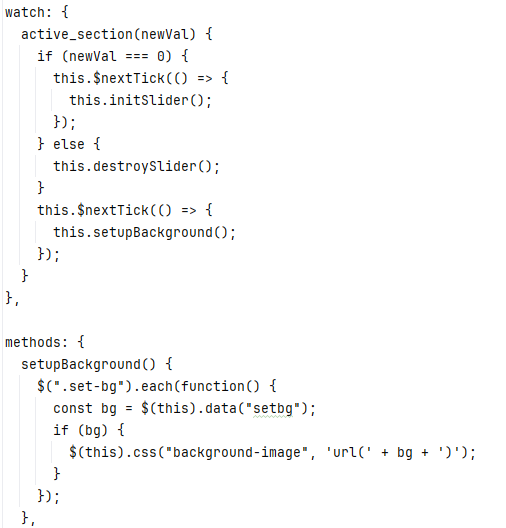 watch: {
  active_section(newVal) {
    if (newVal === 0) {
      this.$nextTick(() => {
        this.initSlider();
      });
    } else {
      this.destroySlider();
    }
    this.$nextTick(() => {
      this.setupBackground();
    });
  }
},

methods: {
  setupBackground() {
    $(".set-bg").each(function() {
      const bg = $(this).data("setbg");
      if (bg) {
        $(this).css("background-image", 'url(' + bg + ')');
      }
    });
  },